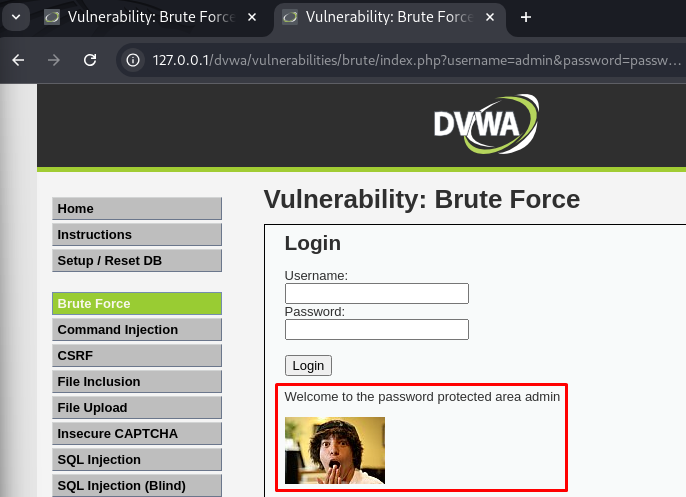 Vulnerability: Brute Force
Vulnerability: Brute Force
127.0.0.1/dvwa/vulnerabilities/brute/index.php?username=admin&password=passw...
DVWA
Vulnerability: Brute Force
Home
Instructions
Setup / Reset DB
Brute Force
Command Injection
CSRF
File Inclusion
File Upload
Insecure CAPTCHA
SQL Injection
SQL Injection (Blind)
Login
Username:
Password:
Login
Welcome to the password protected area admin